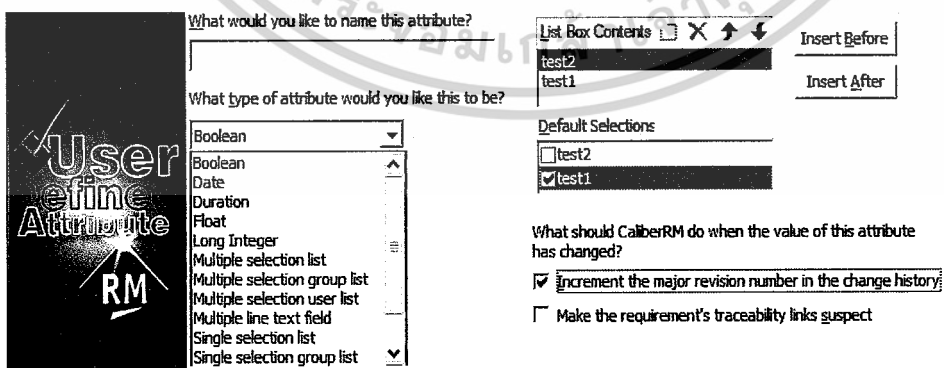 What would you like to name this attribute?
What type of attribute would you like this to be?
Boolean
Boolean
Date
Duration
Float
Long Integer
Multiple selection list
Multiple selection group list
Multiple selection user list
Multiple line text field
Single selection list
Single selection group list
User
efine
Attribute
RM
List Box Contents
test2
test1
Insert Before
Insert After
Default Selections
test2
test1
What should CaliberRM do when the value of this attribute
has changed?
Increment the major revision number in the change history
Make the requirement's traceability links suspect